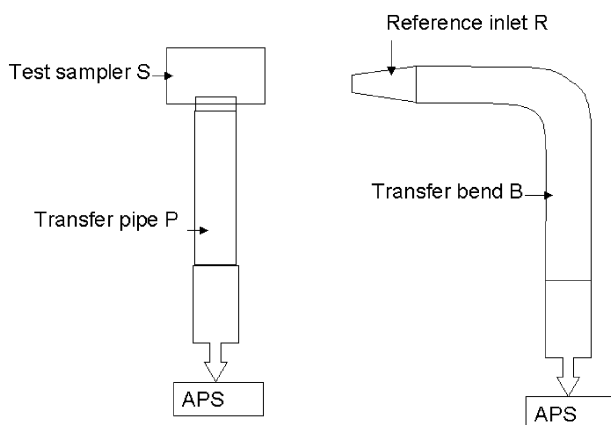 Reference inlet R
Test sampler S
Transfer bend B
Transfer pipe P
APS
APS